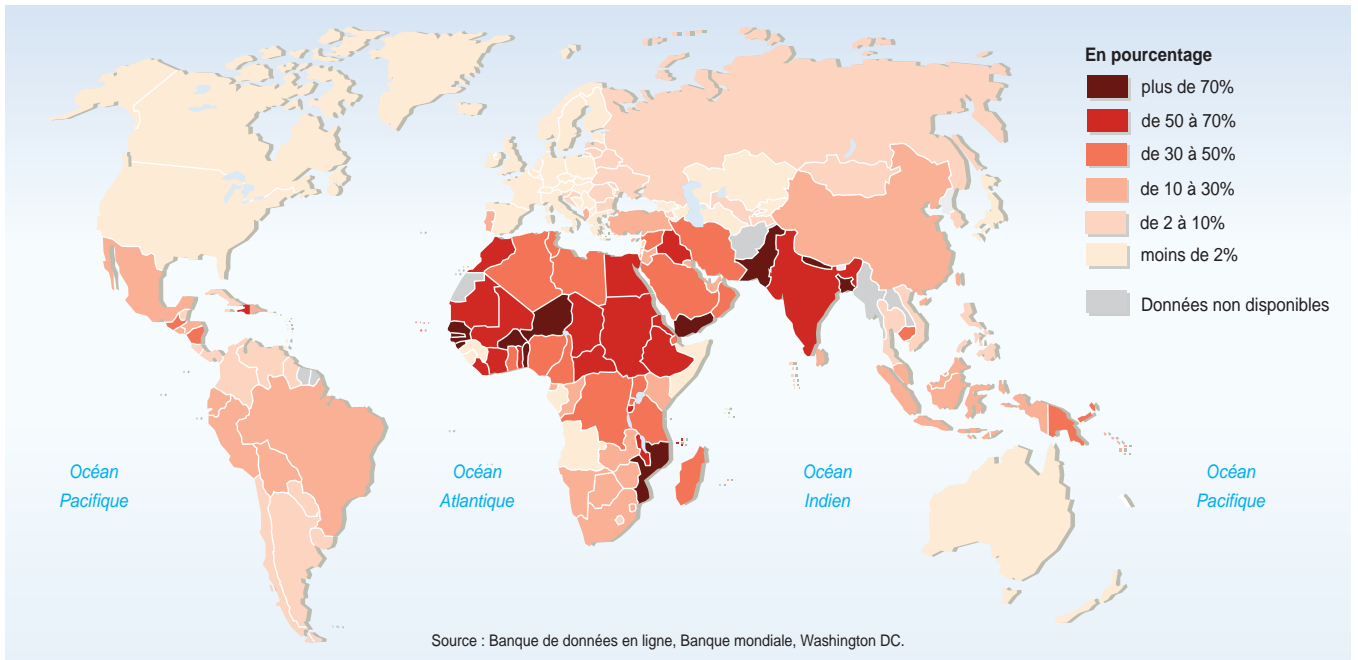 En pourcentage
plus de 70%
de 50 à 70%
de 30 à 50%
de 10 à 30%
de 2 à 10%
moins de 2%
Données non disponibles
Océan
Pacifique
Océan
Atlantique
Océan
Indien
Océan
Pacifique
Source : Banque de données en ligne, Banque mondiale, Washington DC.